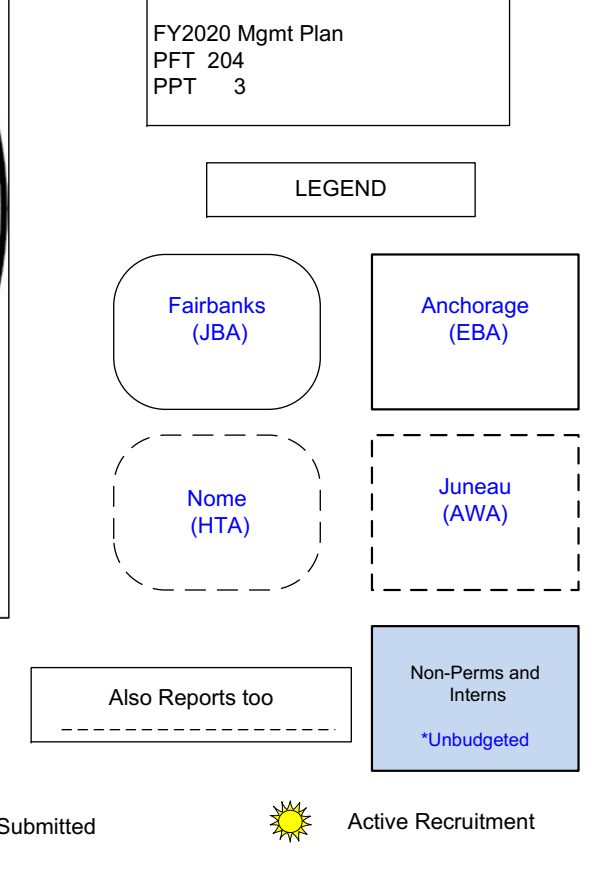 FY2020 Mgmt Plan
PFT 204
PPT 3
LEGEND
Fairbanks
(JBA)
Anchorage
(EBA)
Nome
(HTA)
Juneau
(AWA)
Also Reports too
Non-Perms and
Interns
*Unbudgeted
Submitted
Active Recruitment